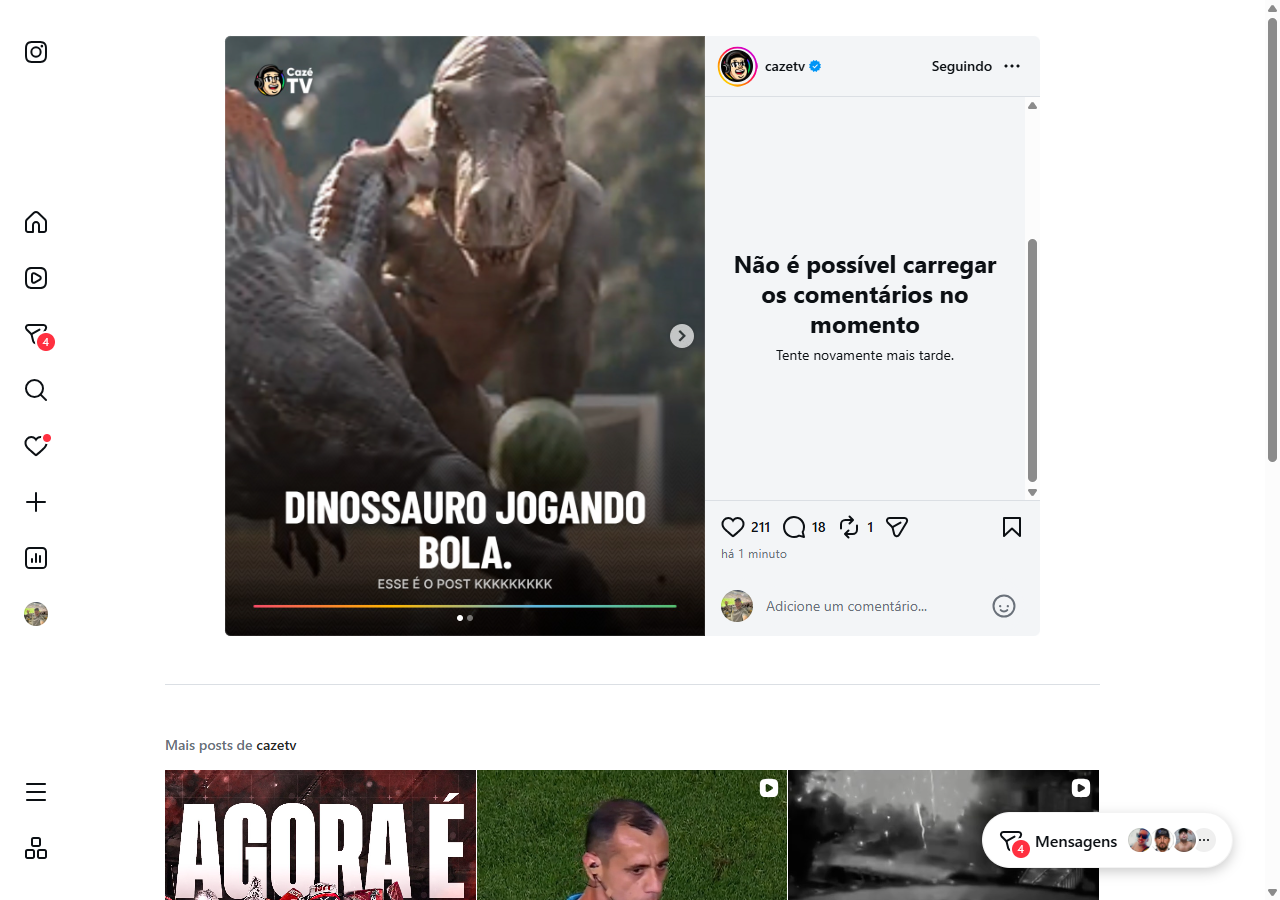 Cazé
TV
DINOSSAURO JOGANDO
BOLA.
ESSE É O POST KKKKKKKKK
cazetv
Seguindo
Não é possível carregar
os comentários no
momento
Tente novamente mais tarde.
211
18
1
há 1 minuto
Adicione um comentário...
4
Mais posts de cazetv
AGORA É
4
Mensagens